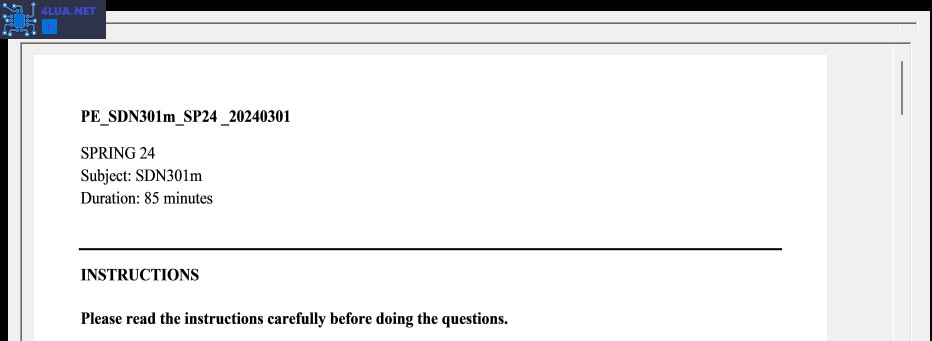 4LUA.NET
PE_SDN301m_SP24 _20240301
SPRING 24
Subject: SDN301m
Duration: 85 minutes
INSTRUCTIONS
Please read the instructions carefully before doing the questions.